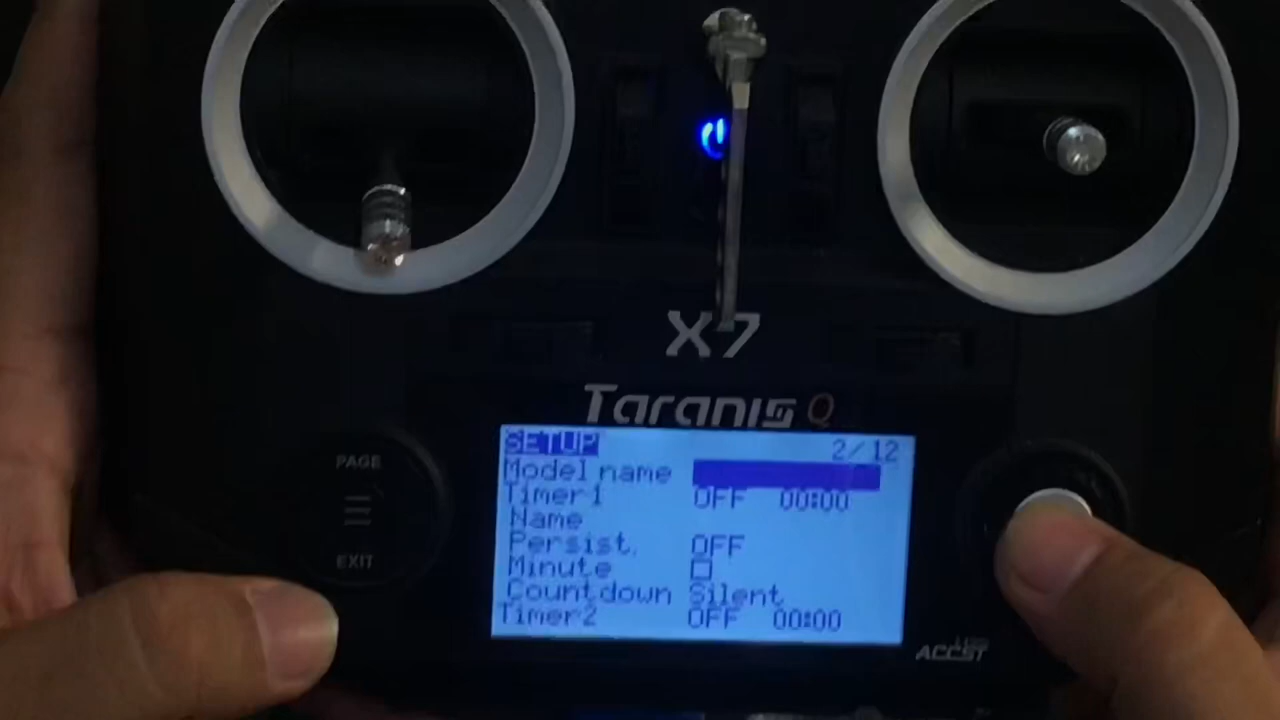 X7
Taranis Q
PAGE
EXIT
SETUP 2/12
Model name
Timer1 OFF 00:00
Name
Persist. OFF
Minute
Countdown Silent
Timer2 OFF 00:00
ACCST